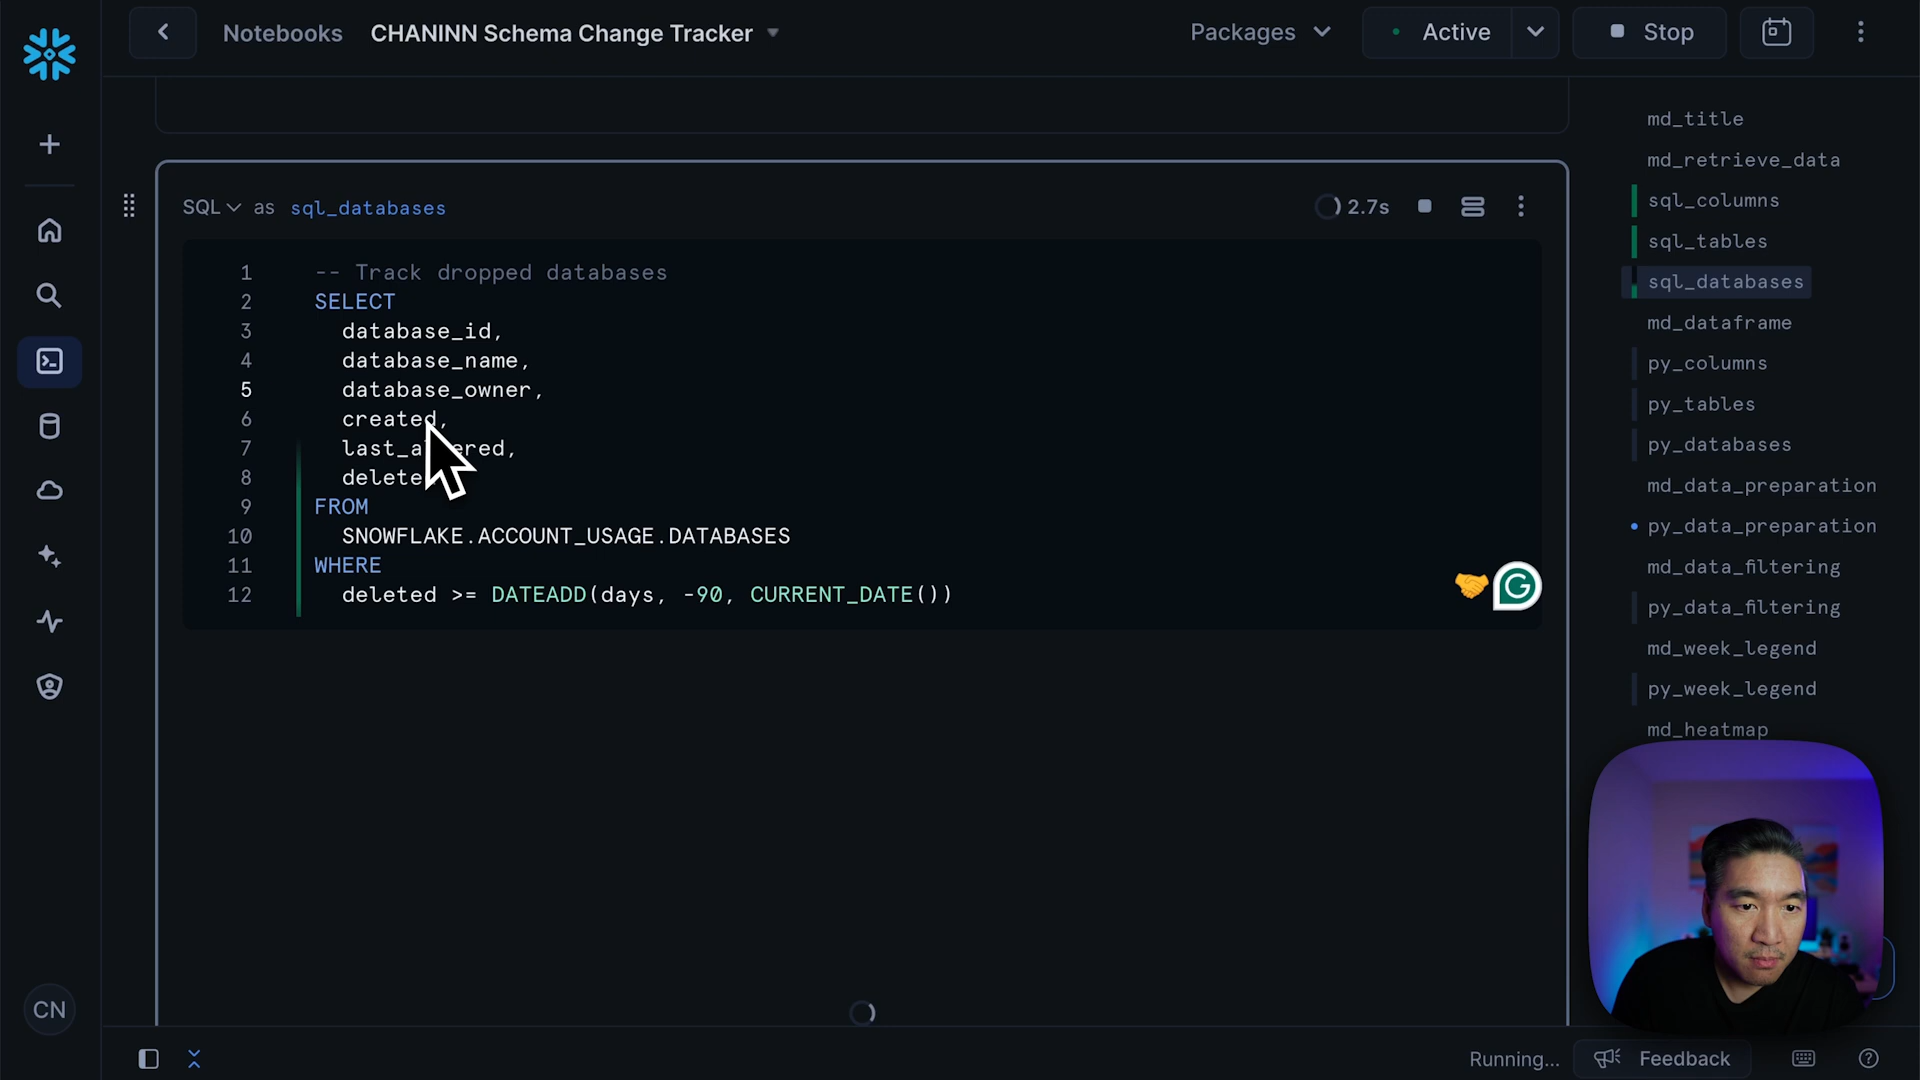 Notebooks CHANINN Schema Change Tracker Packages Active Stop
SQL as sql_databases 2.7s
1 -- Track dropped databases
2 SELECT
3 database_id,
4 database_name,
5 database_owner,
6 created,
7 last_altered,
8 delete
9 FROM
10 SNOWFLAKE.ACCOUNT_USAGE.DATABASES
11 WHERE
12 deleted >= DATEADD(days, -90, CURRENT_DATE())
md_title
md_retrieve_data
sql_columns
sql_tables
sql_databases
md_dataframe
py_columns
py_tables
py_databases
md_data_preparation
py_data_preparation
md_data_filtering
py_data_filtering
md_week_legend
py_week_legend
md_heatmap
CN
Running... Feedback